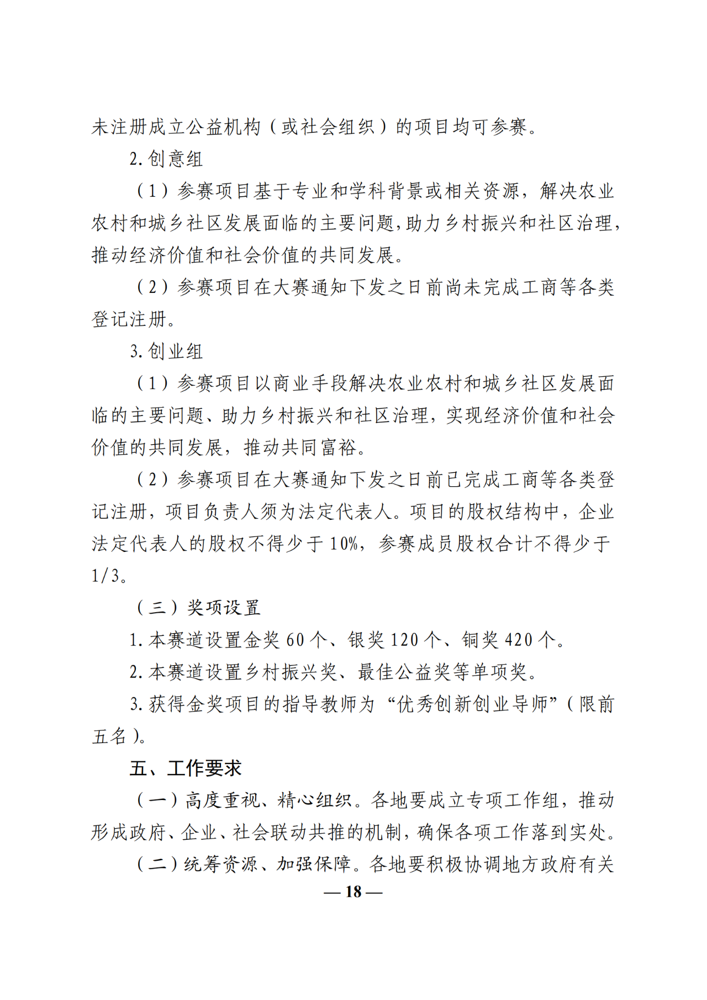 未注册成立公益机构（或社会组织）的项目均可参赛。
2.创意组
（1）参赛项目基于专业和学科背景或相关资源，解决农业
农村和城乡社区发展面临的主要问题，助力乡村振兴和社区治理，
推动经济价值和社会价值的共同发展。
（2）参赛项目在大赛通知下发之日前尚未完成工商等各类
登记注册。
3.创业组
（1）参赛项目以商业手段解决农业农村和城乡社区发展面
临的主要问题、助力乡村振兴和社区治理，实现经济价值和社会
价值的共同发展，推动共同富裕。
（2）参赛项目在大赛通知下发之日前已完成工商等各类登
记注册，项目负责人须为法定代表人。项目的股权结构中，企业
法定代表人的股权不得少于10%，参赛成员股权合计不得少于
1/3。
（三）奖项设置
1.本赛道设置金奖60个、银奖120个、铜奖420个。
2.本赛道设置乡村振兴奖、最佳公益奖等单项奖。
3.获得金奖项目的指导教师为“优秀创新创业导师”（限前
五名）。
五、工作要求
（一）高度重视、精心组织。各地要成立专项工作组，推动
形成政府、企业、社会联动共推的机制，确保各项工作落到实处。
（二）统筹资源、加强保障。各地要积极协调地方政府有关
— 18 —